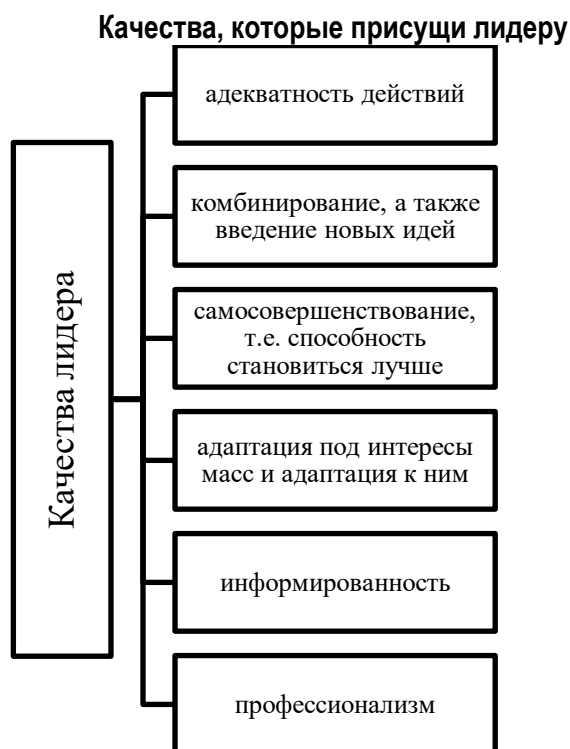 Качества, которые присущи лидеру
Качества лидера
адекватность действий
комбинирование, а также
введение новых идей
самосовершенствование,
т.е. способность
становиться лучше
адаптация под интересы
масс и адаптация к ним
информированность
профессионализм